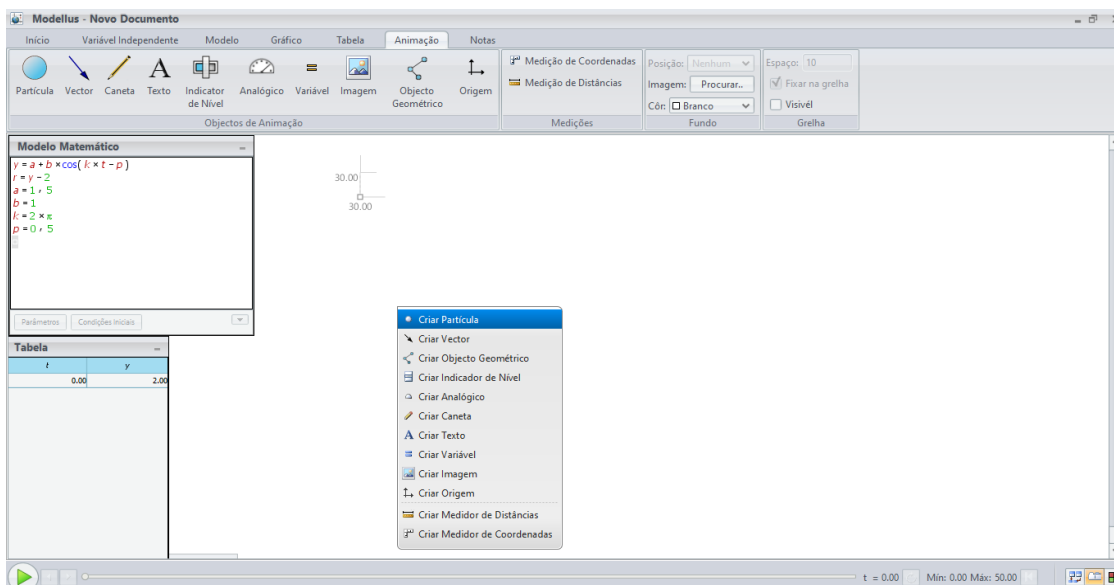 Modellus - Novo Documento
Início Variável Independente Modelo Gráfico Tabela Animação Notas
Partícula Vector Caneta Texto Indicator de Nível Analógico Variável Imagem Objecto Geométrico Origem
Objectos de Animação
Medição de Coordenadas
Medição de Distâncias
Medições
Posição: Nenhum
Imagem: Procurar..
Côr: Branco
Fundo
Espaço: 10
Fixar na grelha
Visivél
Grelha
Modelo Matemático
y = a + b × cos( k × t - p )
r = y - 2
a = 1 , 5
b = 1
k = 2 × π
p = 0 , 5
Parâmetros Condições Iniciais
Tabela
t y
0.00 2.00
30.00
30.00
Criar Partícula
Criar Vector
Criar Objecto Geométrico
Criar Indicador de Nível
Criar Analógico
Criar Caneta
Criar Texto
Criar Variável
Criar Imagem
Criar Origem
Criar Medidor de Distâncias
Criar Medidor de Coordenadas
t = 0.00 Mín: 0.00 Máx: 50.00